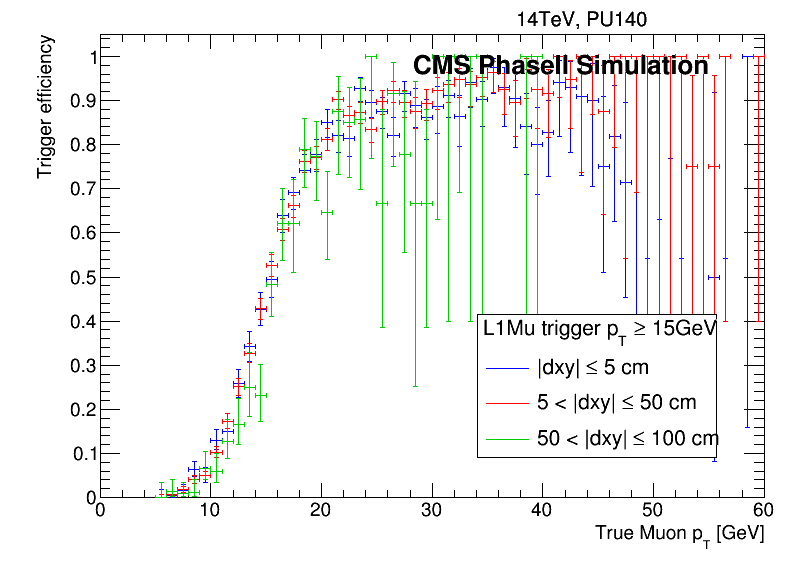 14TeV, PU140
CMS PhaseII Simulation
Trigger efficiency
1
0.9
0.8
0.7
0.6
0.5
0.4
0.3
0.2
0.1
0
L1Mu trigger p_T ≥ 15GeV
|dxy| ≤ 5 cm
5 < |dxy| ≤ 50 cm
50 < |dxy| ≤ 100 cm
0 10 20 30 40 50 60
True Muon p_T [GeV]